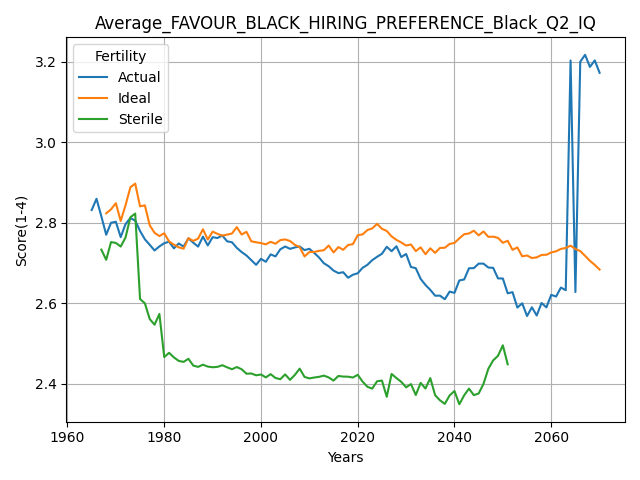 Average_FAVOUR_BLACK_HIRING_PREFERENCE_Black_Q2_IQ
Fertility
Actual
Ideal
Sterile
Score(1-4)
3.2
3.0
2.8
2.6
2.4
1960 1980 2000 2020 2040 2060
Years